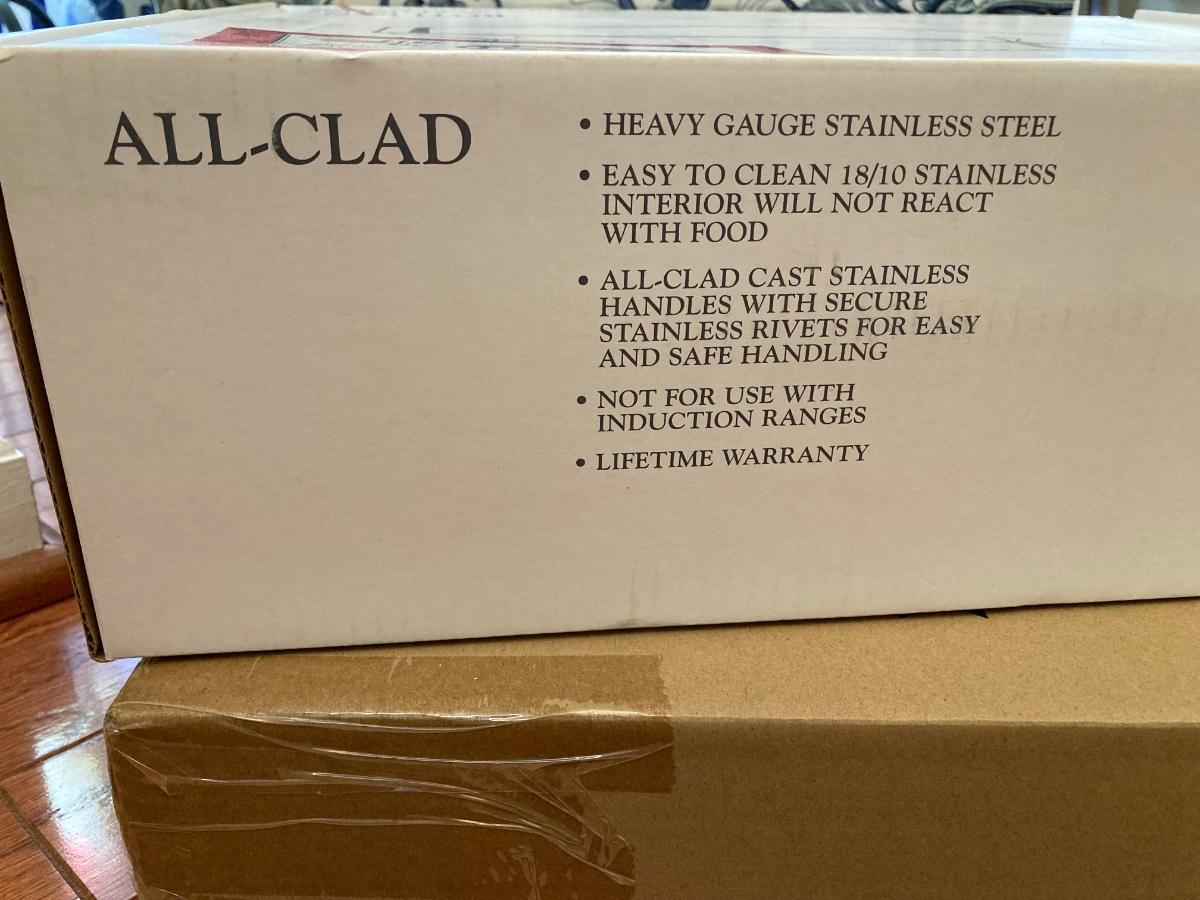 ALL-CLAD
• HEAVY GAUGE STAINLESS STEEL
• EASY TO CLEAN 18/10 STAINLESS
INTERIOR WILL NOT REACT
WITH FOOD
• ALL-CLAD CAST STAINLESS
HANDLES WITH SECURE
STAINLESS RIVETS FOR EASY
AND SAFE HANDLING
• NOT FOR USE WITH
INDUCTION RANGES
• LIFETIME WARRANTY